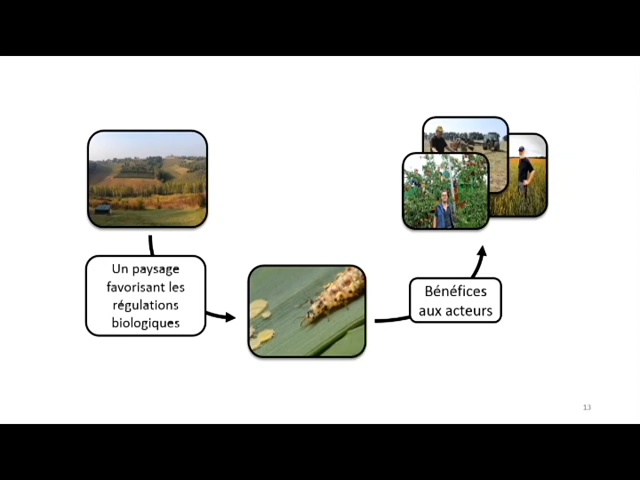 Un paysage
favorisant les
régulations
biologiques
Bénéfices
aux acteurs
13